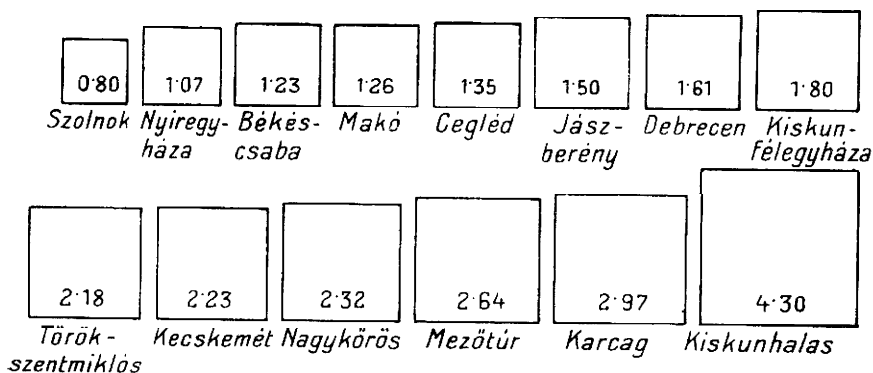 0·80 1·07 1·23 1·26 1·35 1·50 1·61 1·80
Szolnok Nyiregy- Békés- Makó Cegléd Jász- Debrecen Kiskun-
háza csaba berény Félegyháza
2·18 2·23 2·32 2·64 2·97 4·30
Török- Kecskemét Nagykőrös Mezőtúr Karcag Kiskunhalas
szentmiklós